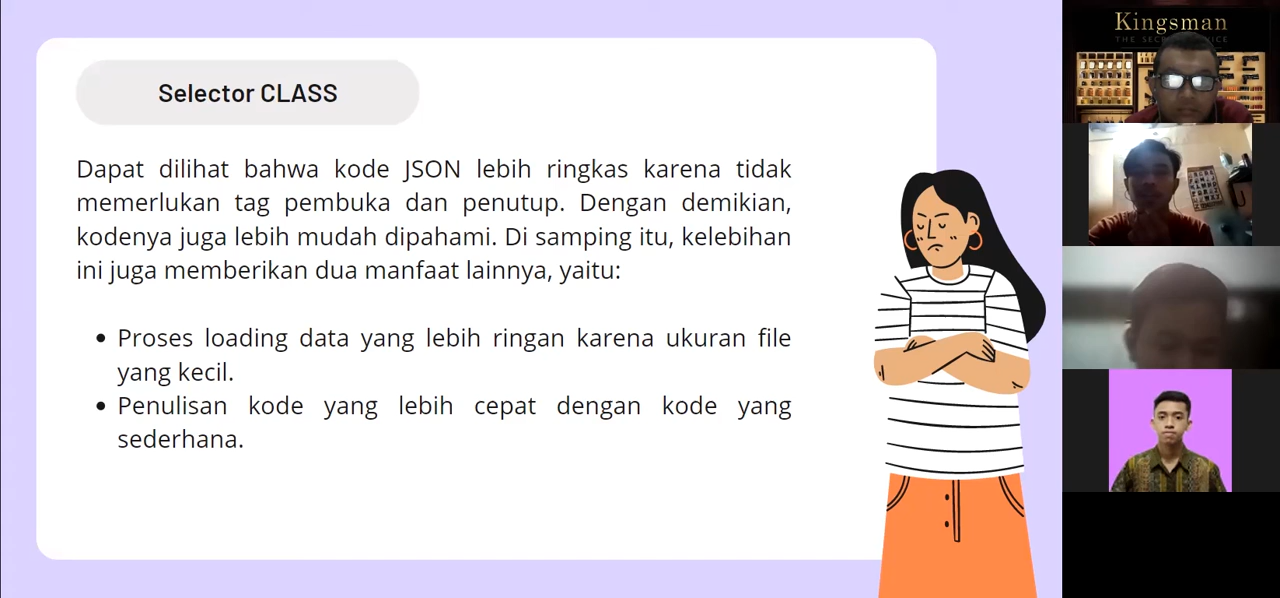 Selector CLASS
Dapat dilihat bahwa kode JSON lebih ringkas karena tidak
memerlukan tag pembuka dan penutup. Dengan demikian,
kodenya juga lebih mudah dipahami. Di samping itu, kelebihan
ini juga memberikan dua manfaat lainnya, yaitu:
• Proses loading data yang lebih ringan karena ukuran file
yang kecil.
• Penulisan kode yang lebih cepat dengan kode yang
sederhana.
Kingsman
THE